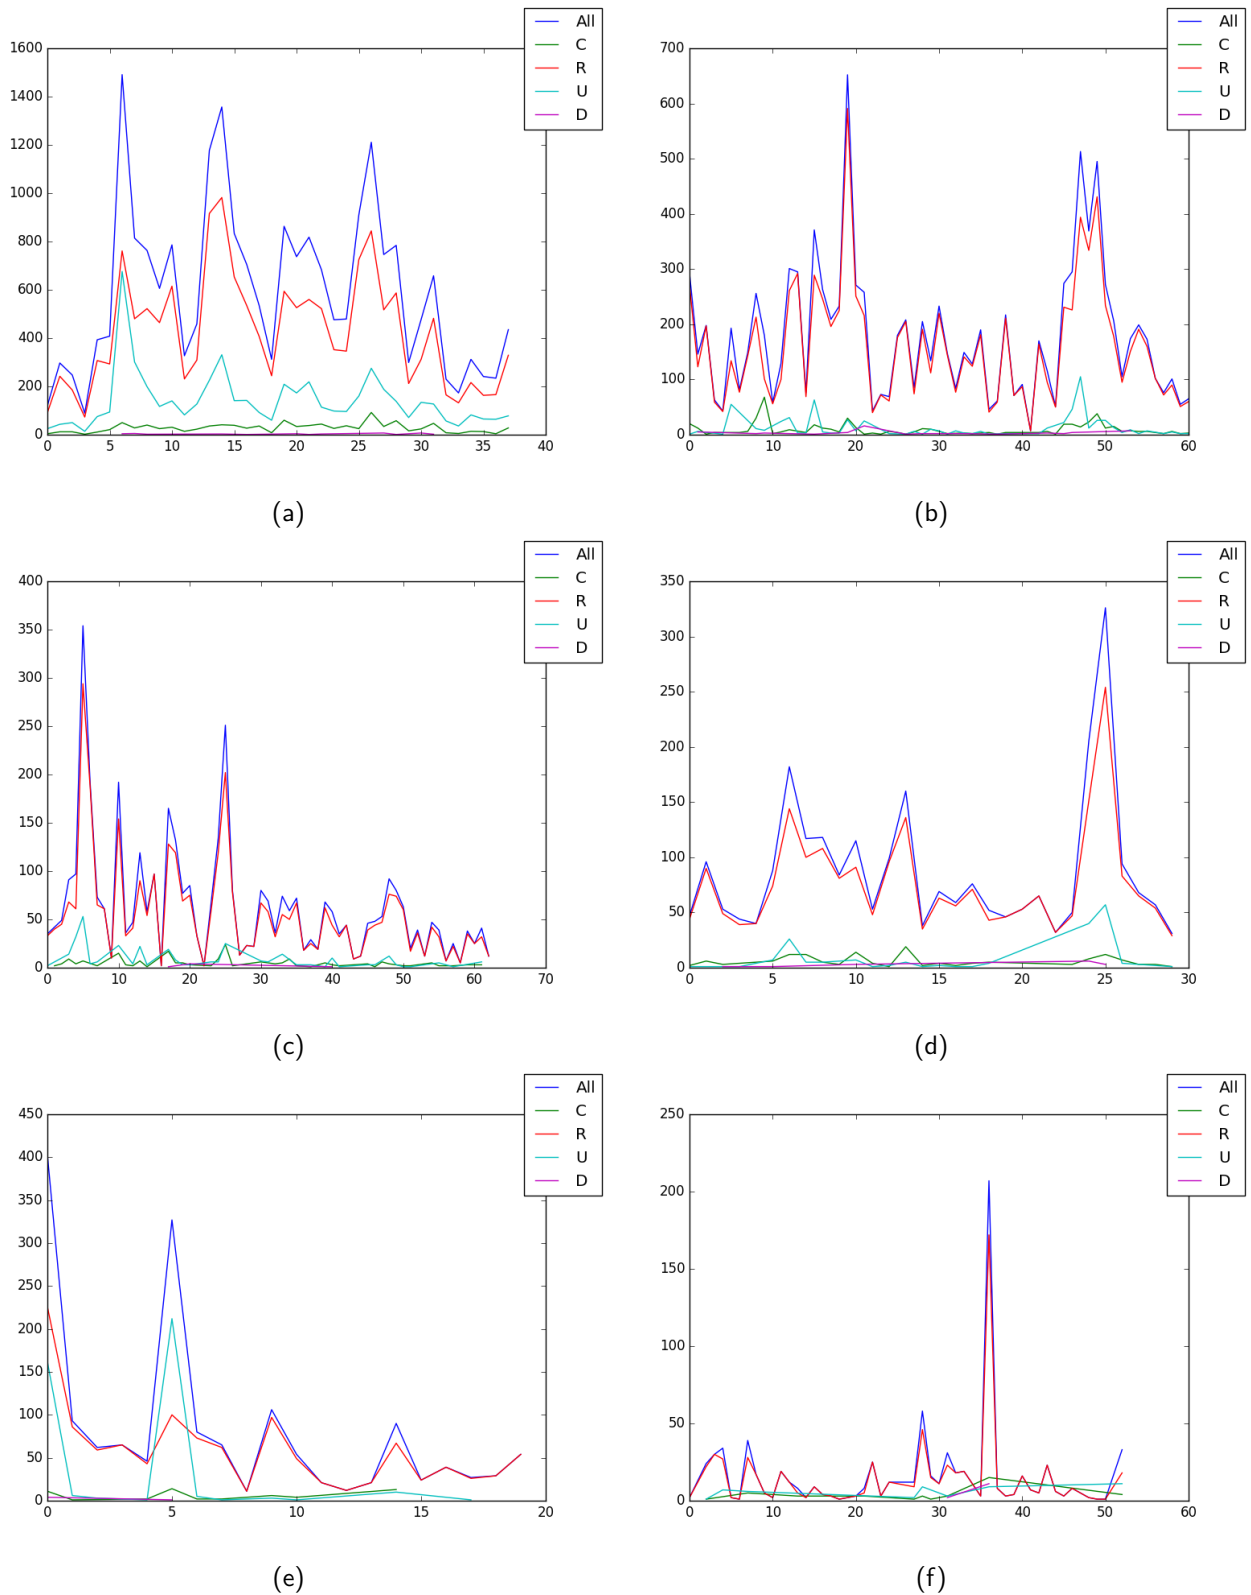 All
C
R
U
D
1600
1400
1200
1000
800
600
400
200
0
0 5 10 15 20 25 30 35 40
(a)
All
C
R
U
D
700
600
500
400
300
200
100
0
0 10 20 30 40 50 60
(b)
All
C
R
U
D
400
350
300
250
200
150
100
50
0
0 10 20 30 40 50 60 70
(c)
All
C
R
U
D
350
300
250
200
150
100
50
0
0 5 10 15 20 25 30
(d)
All
C
R
U
D
450
400
350
300
250
200
150
100
50
0
0 5 10 15 20
(e)
All
C
R
U
D
250
200
150
100
50
0
0 10 20 30 40 50 60
(f)